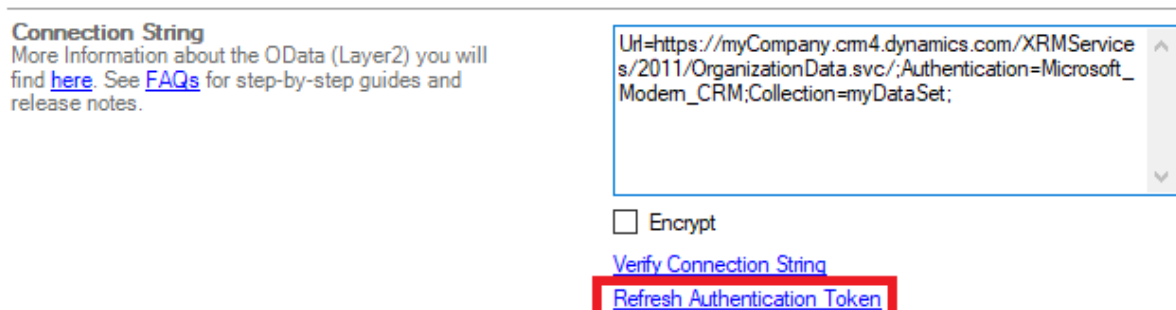 Connection String
More Information about the OData (Layer2) you will
find here. See FAQs for step-by-step guides and
release notes.
Url=https://myCompany.crm4.dynamics.com/XRMService
s/2011/OrganizationData.svc/;Authentication=Microsoft_
Modern_CRM;Collection=myDataSet;
Encrypt
Verify Connection String
Refresh Authentication Token